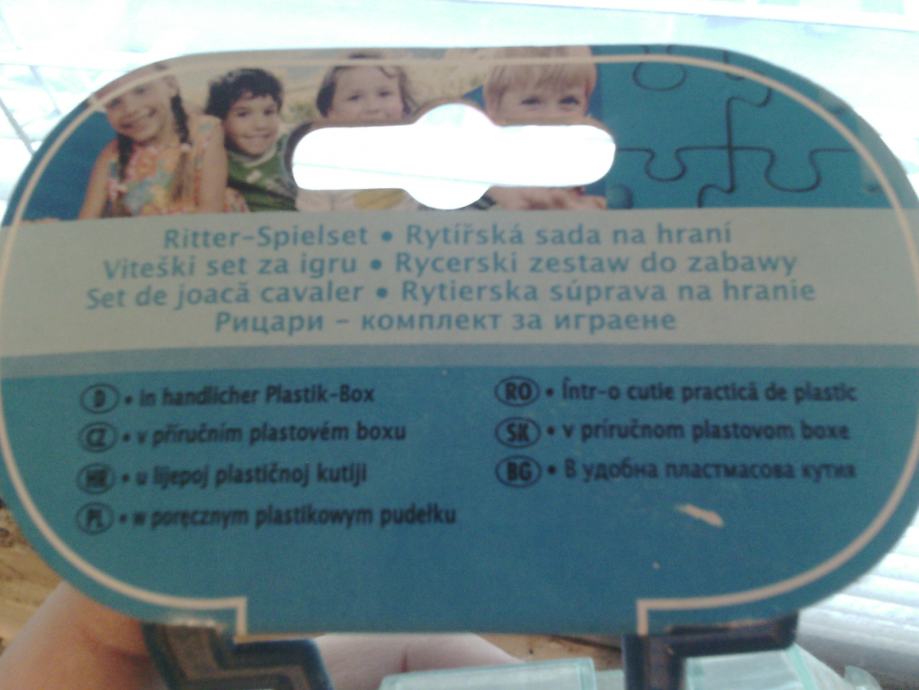 Ritter-Spielset • Rytířská sada na hraní
Viteški set za igru • Rycerski zestaw do zabawy
Set de joacă cavaler • Rytierska súprava na hranie
Рицари - комплект за играене
D • in handlicher Plastik-Box
CZ • v příručním plastovém boxu
HR • u lijepoj plastičnoj kutiji
PL • w poręcznym plastikowym pudełku
RO • Într-o cutie practică de plastic
SK • v príručnom plastovom boxe
BG • В удобна пластмасова кутия